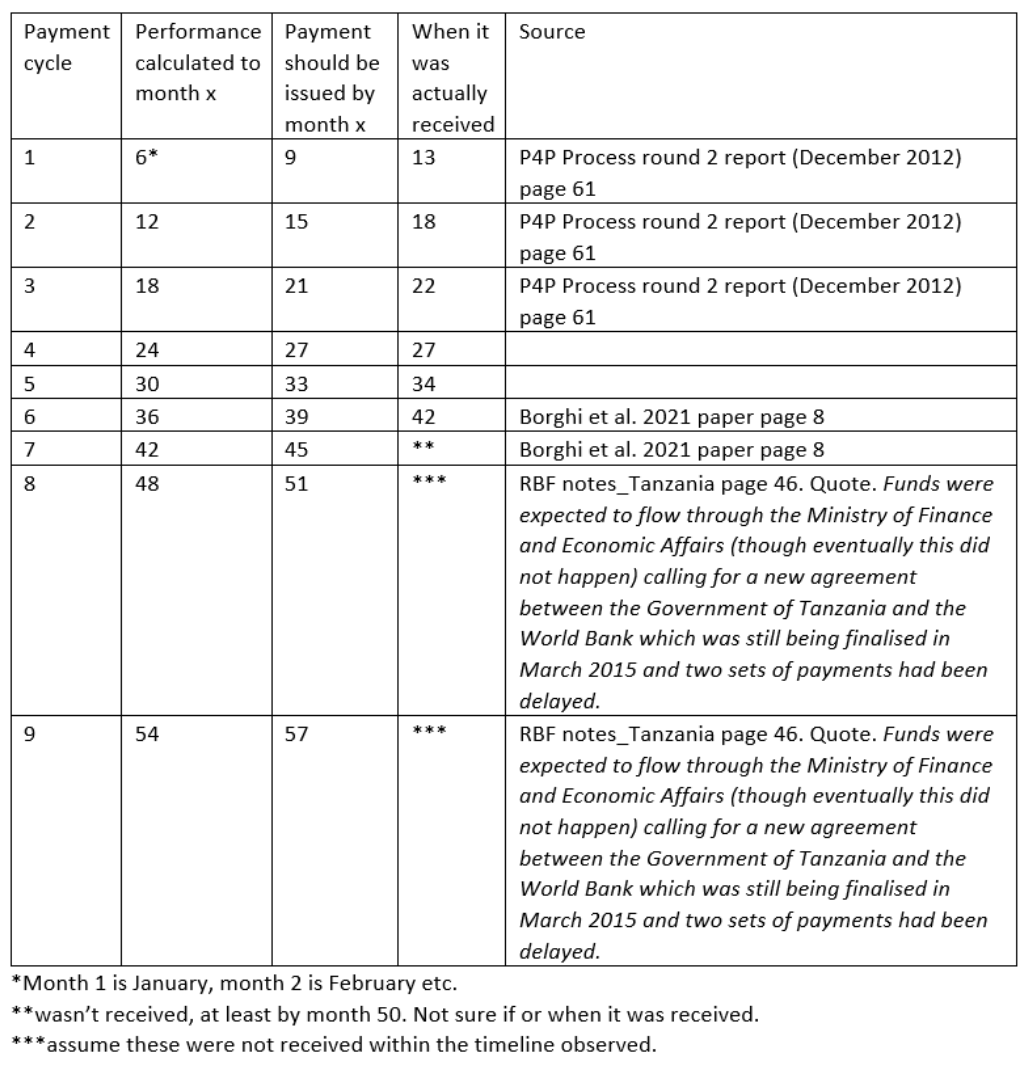 Payment cycle | Performance calculated to month x | Payment should be issued by month x | When it was actually received | Source
1 | 6* | 9 | 13 | P4P Process round 2 report (December 2012)
page 61
2 | 12 | 15 | 18 | P4P Process round 2 report (December 2012)
page 61
3 | 18 | 21 | 22 | P4P Process round 2 report (December 2012)
page 61
4 | 24 | 27 | 27
5 | 30 | 33 | 34
6 | 36 | 39 | 42 | Borghi et al. 2021 paper page 8
7 | 42 | 45 | ** | Borghi et al. 2021 paper page 8
8 | 48 | 51 | *** | RBF notes_Tanzania page 46. Quote. Funds were
expected to flow through the Ministry of Finance
and Economic Affairs (though eventually this did
not happen) calling for a new agreement
between the Government of Tanzania and the
World Bank which was still being finalised in
March 2015 and two sets of payments had been
delayed.
9 | 54 | 57 | *** | RBF notes_Tanzania page 46. Quote. Funds were
expected to flow through the Ministry of Finance
and Economic Affairs (though eventually this did
not happen) calling for a new agreement
between the Government of Tanzania and the
World Bank which was still being finalised in
March 2015 and two sets of payments had been
delayed.
*Month 1 is January, month 2 is February etc.
**wasn’t received, at least by month 50. Not sure if or when it was received.
***assume these were not received within the timeline observed.